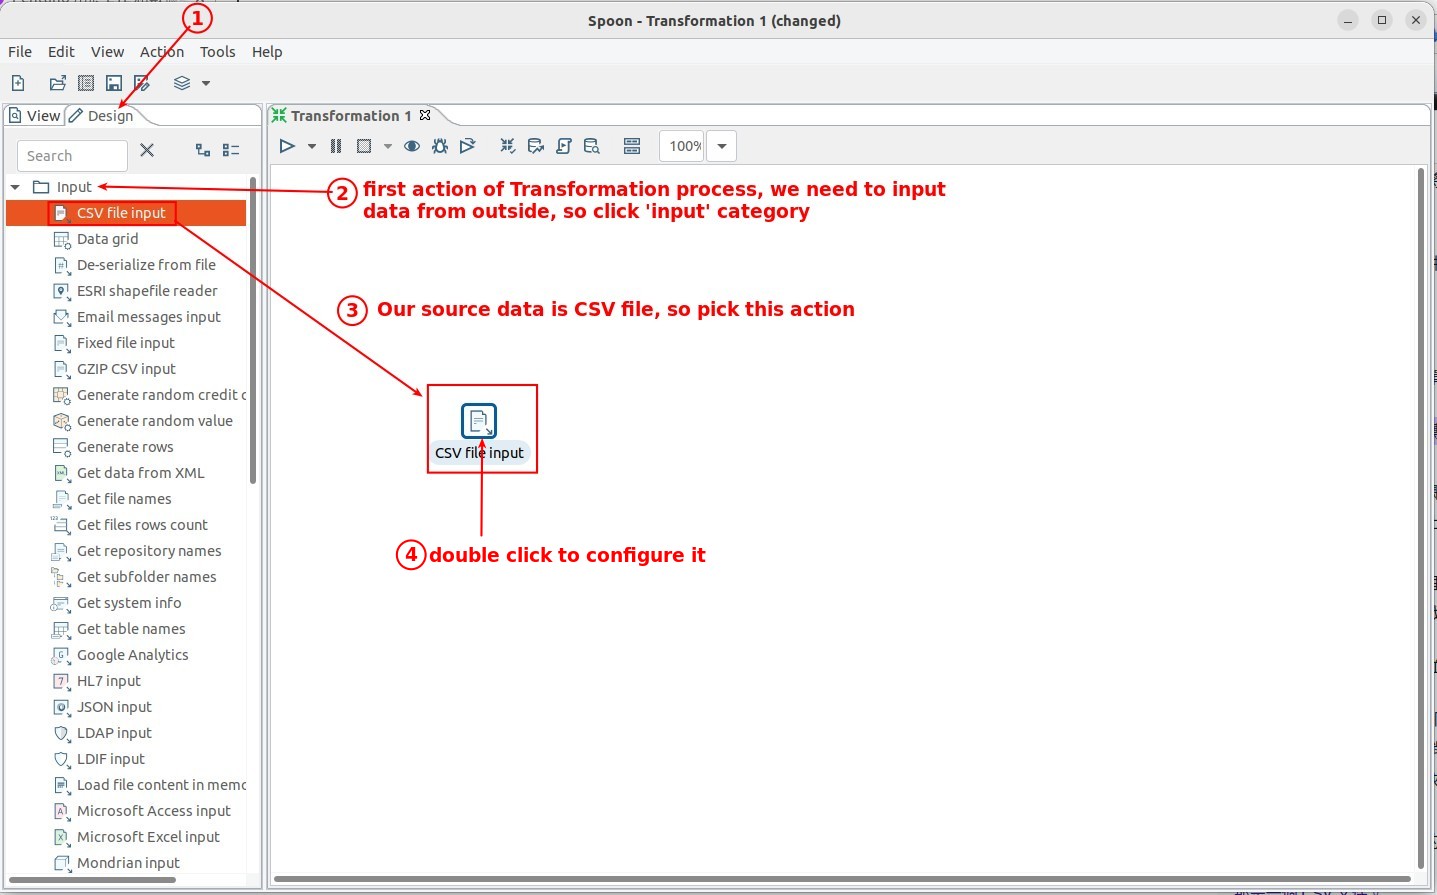 1
Spoon - Transformation 1 (changed)
File Edit View Action Tools Help
View Design
Transformation 1
Search
100%
Input
2 first action of Transformation process, we need to input
data from outside, so click 'input' category
CSV file input
Data grid
De-serialize from file
ESRI shapefile reader
3 Our source data is CSV file, so pick this action
Email messages input
Fixed file input
GZIP CSV input
Generate random credit c
Generate random value
Generate rows
CSV file input
Get data from XML
Get file names
Get files rows count
Get repository names
4 double click to configure it
Get subfolder names
Get system info
Get table names
Google Analytics
HL7 input
JSON input
LDAP input
LDIF input
Load file content in memo
Microsoft Access input
Microsoft Excel input
Mondrian input